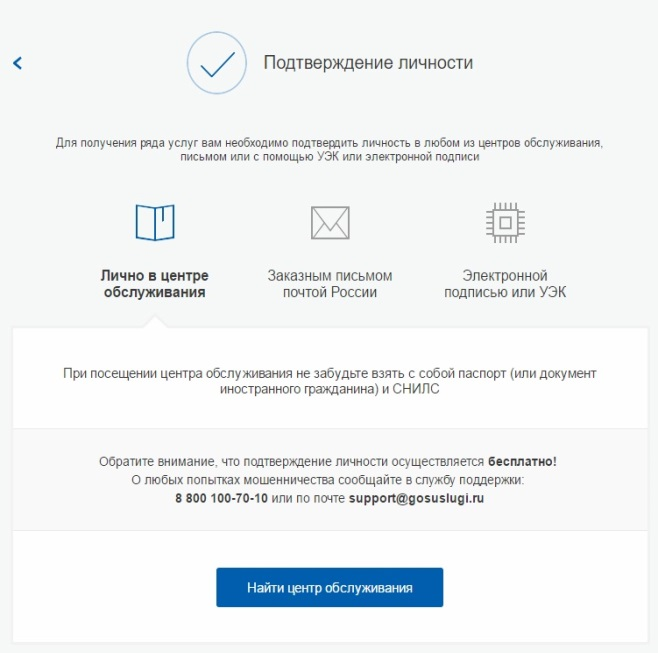 Подтверждение личности
Для получения ряда услуг вам необходимо подтвердить личность в любом из центров обслуживания,
письмом или с помощью УЭК или электронной подписи
Лично в центре
обслуживания
Заказным письмом
почтой России
Электронной
подписью или УЭК
При посещении центра обслуживания не забудьте взять с собой паспорт (или документ
иностранного гражданина) и СНИЛС
Обратите внимание, что подтверждение личности осуществляется бесплатно!
О любых попытках мошенничества сообщайте в службу поддержки:
8 800 100-70-10 или по почте support@gosuslugi.ru
Найти центр обслуживания